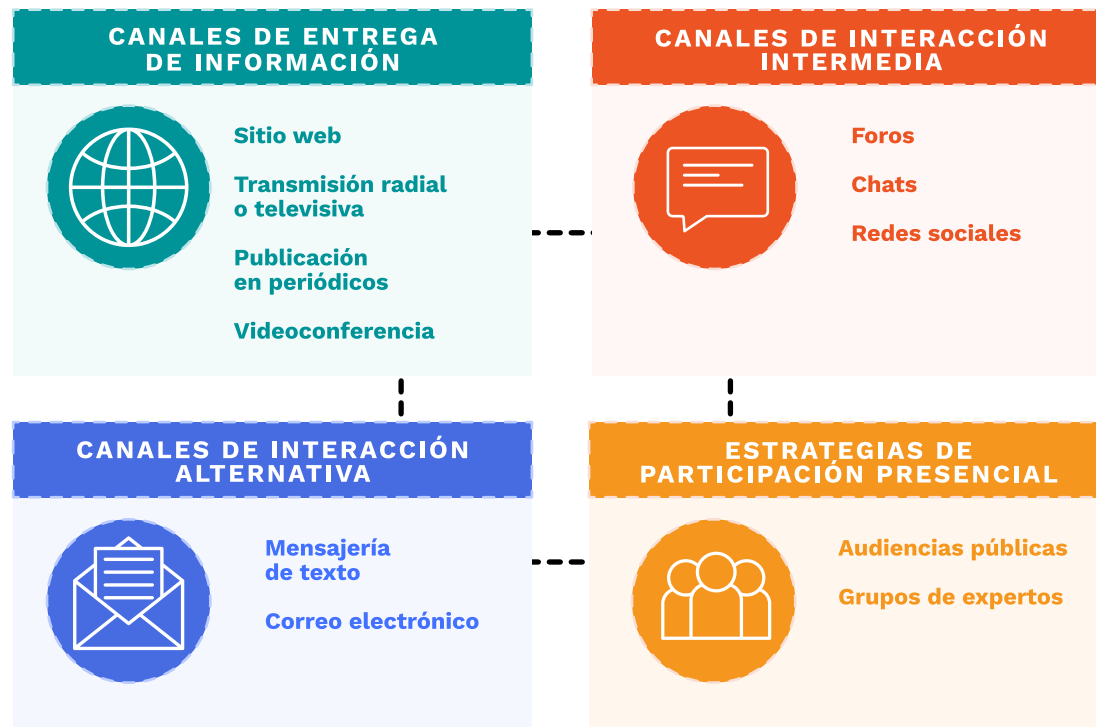 CANALES DE ENTREGA
DE INFORMACIÓN
Sitio web
Transmisión radial
o televisiva
Publicación
en periódicos
Videoconferencia
CANALES DE INTERACCIÓN
INTERMEDIA
Foros
Chats
Redes sociales
CANALES DE INTERACCIÓN
ALTERNATIVA
Mensajería
de texto
Correo electrónico
ESTRATEGIAS DE
PARTICIPACIÓN PRESENCIAL
Audiencias públicas
Grupos de expertos